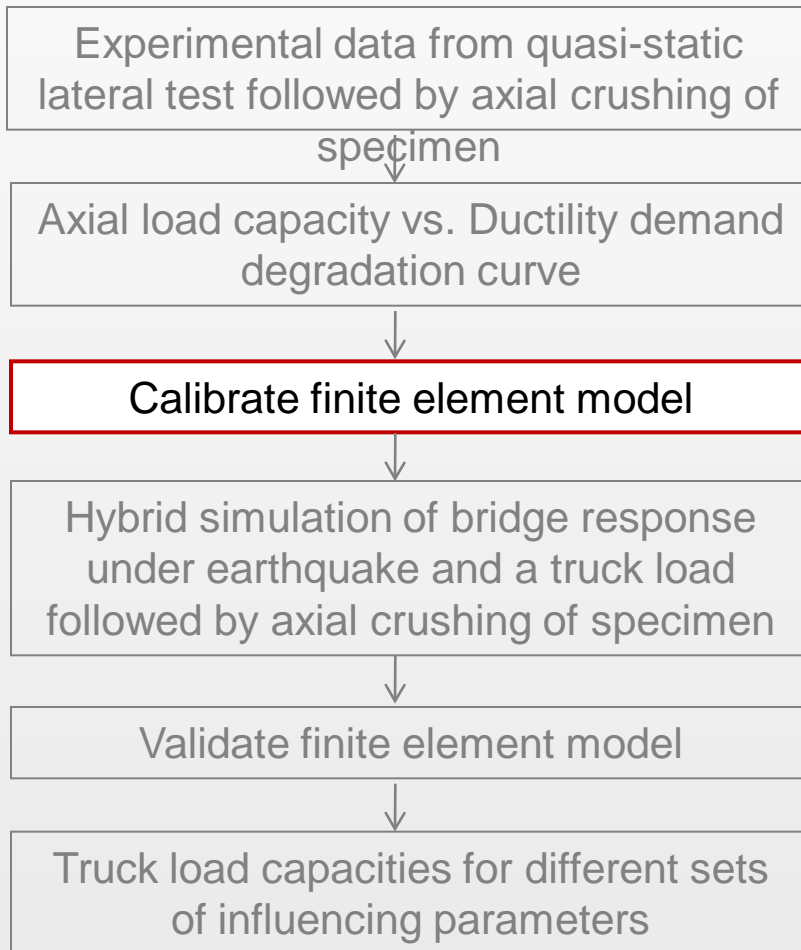 Experimental data from quasi-static
lateral test followed by axial crushing of
specimen
Axial load capacity vs. Ductility demand
degradation curve
Calibrate finite element model
Hybrid simulation of bridge response
under earthquake and a truck load
followed by axial crushing of specimen
Validate finite element model
Truck load capacities for different sets
of influencing parameters